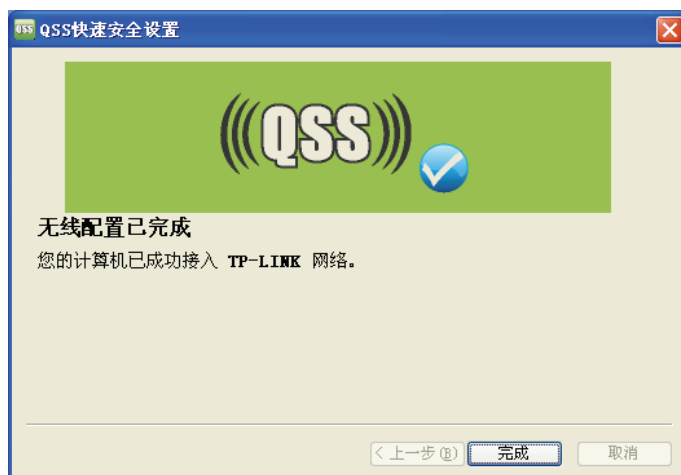 QSS QSS快速安全设置
(((QSS)))
无线配置已完成
您的计算机已成功接入 TP-LINK 网络。
< 上一步(B) 完成 取消